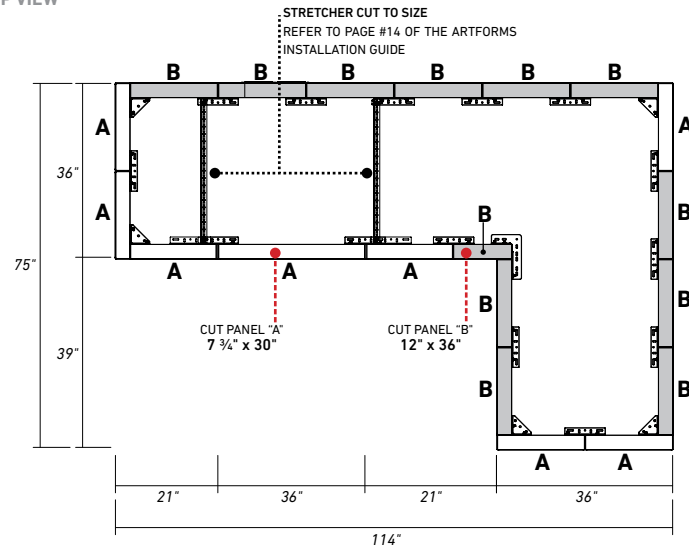 STRETCHER CUT TO SIZE
REFER TO PAGE #14 OF THE ARTFORMS
INSTALLATION GUIDE
B B B B B B
A A
36"
A B
75"
B
B
A A A
39"
CUT PANEL "A"
7 ¾" x 30"
CUT PANEL "B"
12" x 36"
B B
B B
A A
21" 36" 21" 36"
114"